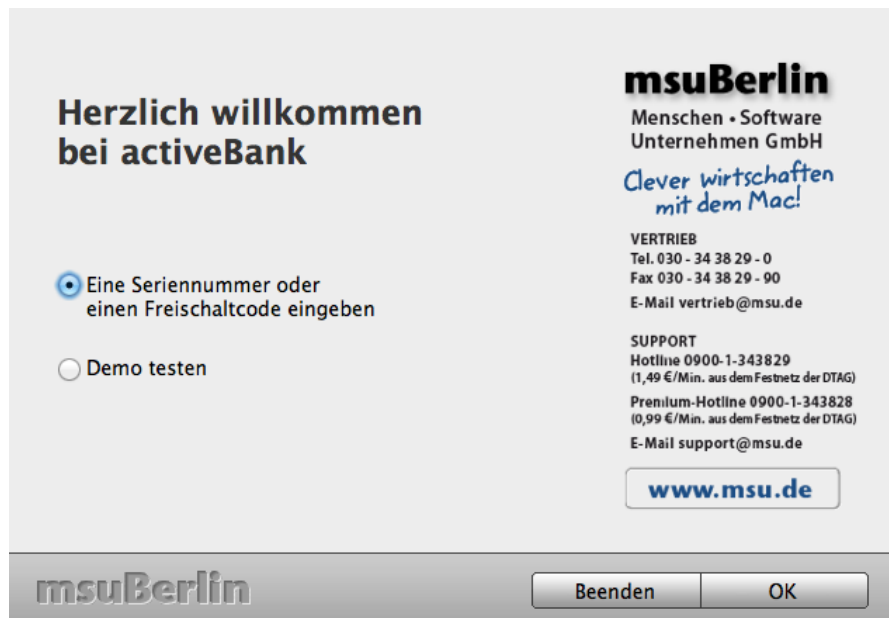 Herzlich willkommen
bei activeBank
Eine Seriennummer oder
einen Freischaltcode eingeben
Demo testen
msuBerlin
Menschen • Software
Unternehmen GmbH
Clever wirtschaften
mit dem Mac!
VERTRIEB
Tel. 030 - 34 38 29 - 0
Fax 030 - 34 38 29 - 90
E-Mail vertrieb@msu.de
SUPPORT
Hotline 0900-1-343829
(1,49 €/Min. aus dem Festnetz der DTAG)
Premium-Hotline 0900-1-343828
(0,99 €/Min. aus dem Festnetz der DTAG)
E-Mail support@msu.de
www.msu.de
msuBerlin
Beenden OK